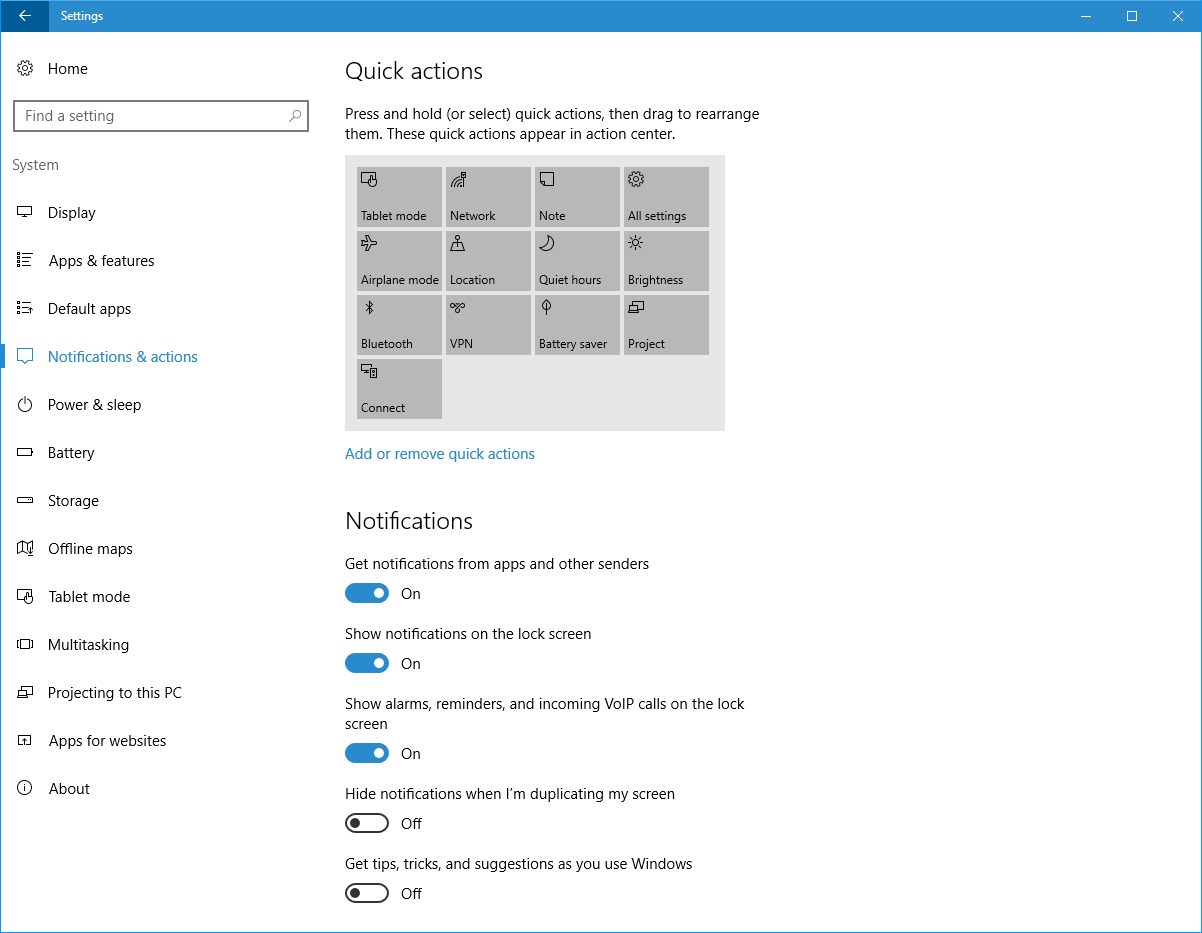 Settings
Home
Find a setting
System
Display
Apps & features
Default apps
Notifications & actions
Power & sleep
Battery
Storage
Offline maps
Tablet mode
Multitasking
Projecting to this PC
Apps for websites
About
Quick actions
Press and hold (or select) quick actions, then drag to rearrange
them. These quick actions appear in action center.
Tablet mode Network Note All settings
Airplane mode Location Quiet hours Brightness
Bluetooth VPN Battery saver Project
Connect
Add or remove quick actions
Notifications
Get notifications from apps and other senders
On
Show notifications on the lock screen
On
Show alarms, reminders, and incoming VoIP calls on the lock
screen
On
Hide notifications when I’m duplicating my screen
Off
Get tips, tricks, and suggestions as you use Windows
Off